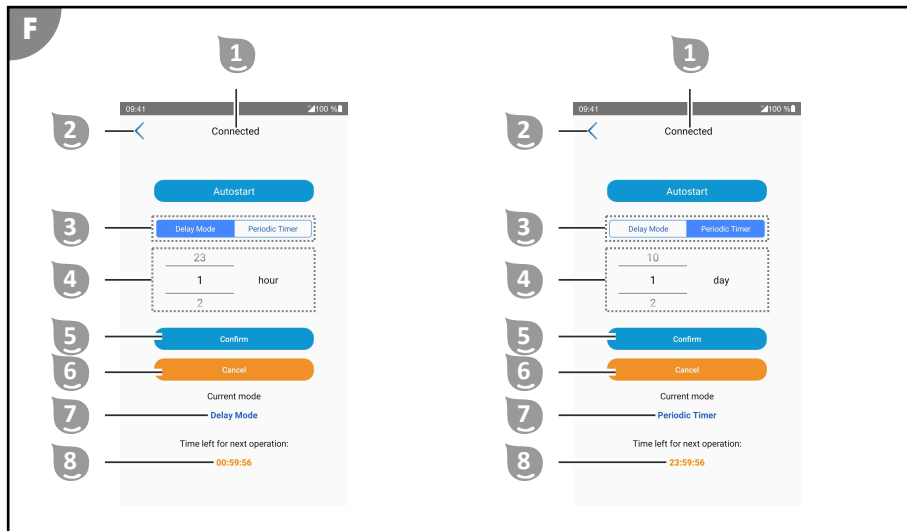 F
1
09:41 100 %
2 Connected
Autostart
3 Delay Mode Periodic Timer
23
4 1 hour
2
5 Confirm
6 Cancel
Current mode
7 Delay Mode
Time left for next operation:
8 00:59:56
1
09:41 100 %
2 Connected
Autostart
3 Delay Mode Periodic Timer
10
4 1 day
2
5 Confirm
6 Cancel
Current mode
7 Periodic Timer
Time left for next operation:
8 23:59:56